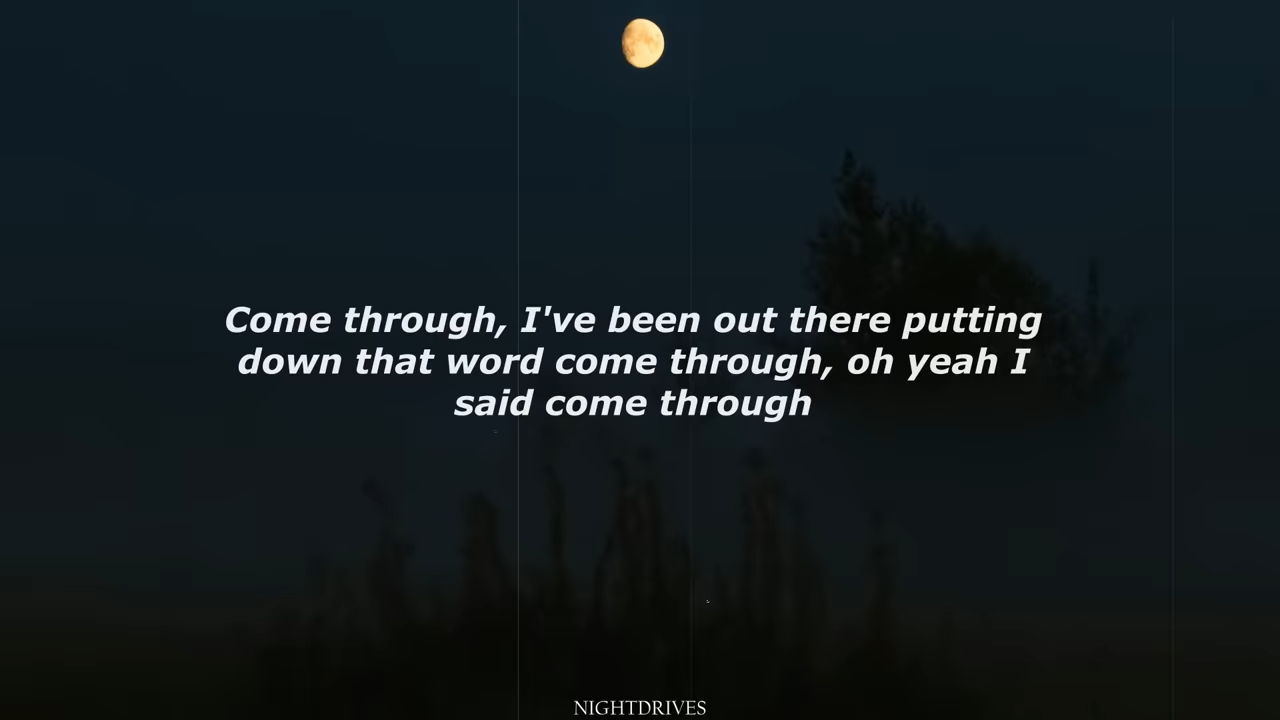 Come through, I've been out there putting
down that word come through, oh yeah I
said come through
NIGHTDRIVES